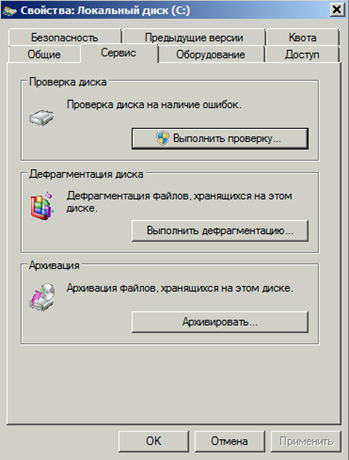 Свойства: Локальный диск (C:)
Безопасность Предыдущие версии Квота
Общие Сервис Оборудование Доступ
Проверка диска
Проверка диска на наличие ошибок.
Выполнить проверку...
Дефрагментация диска
Дефрагментация файлов, хранящихся на этом
диске.
Выполнить дефрагментацию...
Архивация
Архивация файлов, хранящихся на этом диске.
Архивировать...
OK Отмена Применить